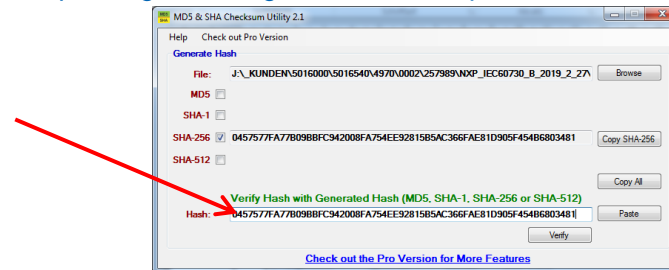 MD5 & SHA Checksum Utility 2.1
Help Check out Pro Version
Generate Hash
File: J:\_KUNDEN\5016000\5016540\4970\0002\257989\NXP_IEC60730_B_2019_2_27\ Browse
MD5
SHA-1
SHA-256 0457577FA77B09BBFC942008FA754EE92815B5AC366FAE81D905F454B6803481 Copy SHA-256
SHA-512
Copy All
Verify Hash with Generated Hash (MD5, SHA-1, SHA-256 or SHA-512)
Hash: 0457577FA77B09BBFC942008FA754EE92815B5AC366FAE81D905F454B6803481 Paste
Verify
Check out the Pro Version for More Features